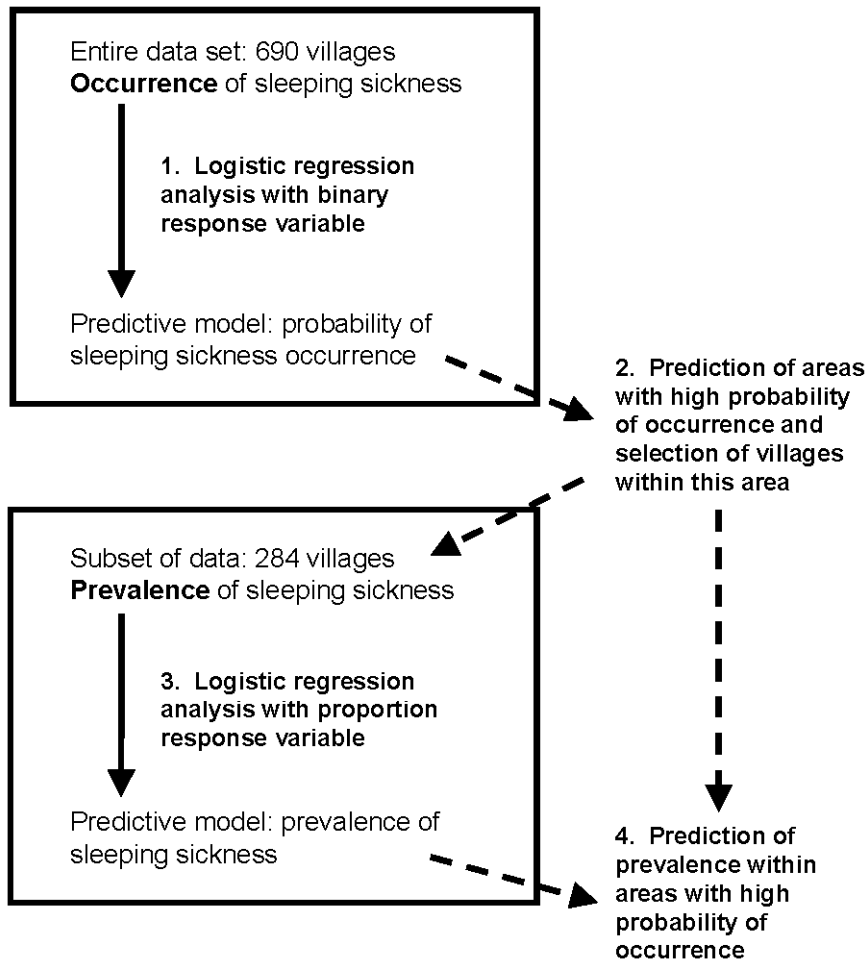 Entire data set: 690 villages
Occurrence of sleeping sickness
1. Logistic regression
analysis with binary
response variable
Predictive model: probability of
sleeping sickness occurrence
2. Prediction of areas
with high probability
of occurrence and
selection of villages
within this area
Subset of data: 284 villages
Prevalence of sleeping sickness
3. Logistic regression
analysis with proportion
response variable
Predictive model: prevalence of
sleeping sickness
4. Prediction of
prevalence within
areas with high
probability of
occurrence